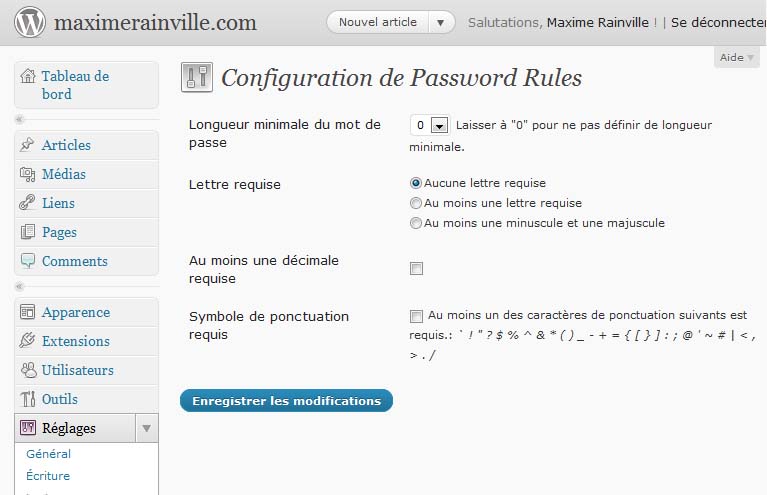 maximerainville.com
Nouvel article
Salutations, Maxime Rainville ! | Se déconnecter
Aide
Tableau de
bord
Articles
Médias
Liens
Pages
Comments
Apparence
Extensions
Utilisateurs
Outils
Réglages
Général
Écriture
Configuration de Password Rules
Longueur minimale du mot de
passe
0 Laisser à "0" pour ne pas définir de longueur
minimale.
Lettre requise
Aucune lettre requise
Au moins une lettre requise
Au moins une minuscule et une majuscule
Au moins une décimale
requise
Symbole de ponctuation
requis
Au moins un des caractères de ponctuation suivants est
requis.: ` ! " ? $ % ^ & * ( ) _ - + = { [ } ] : ; @ ' ~ # | < ,
> . /
Enregistrer les modifications